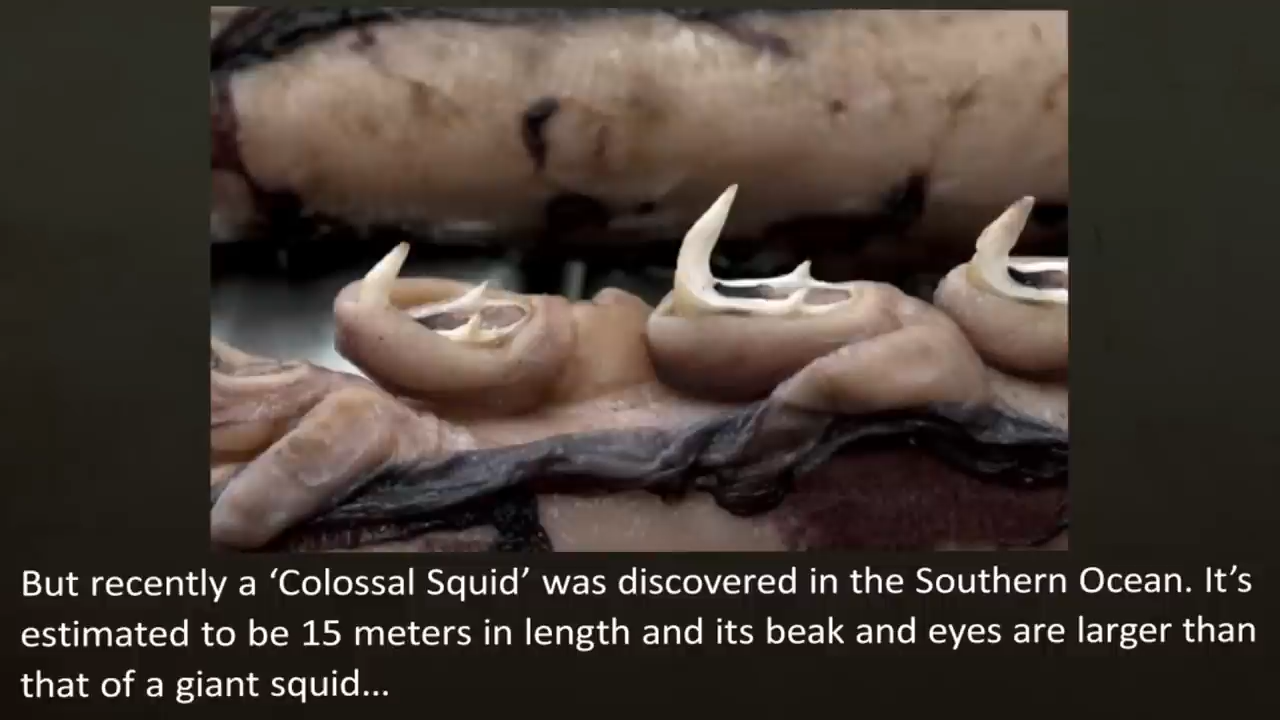 But recently a ‘Colossal Squid’ was discovered in the Southern Ocean. It’s
estimated to be 15 meters in length and its beak and eyes are larger than
that of a giant squid...